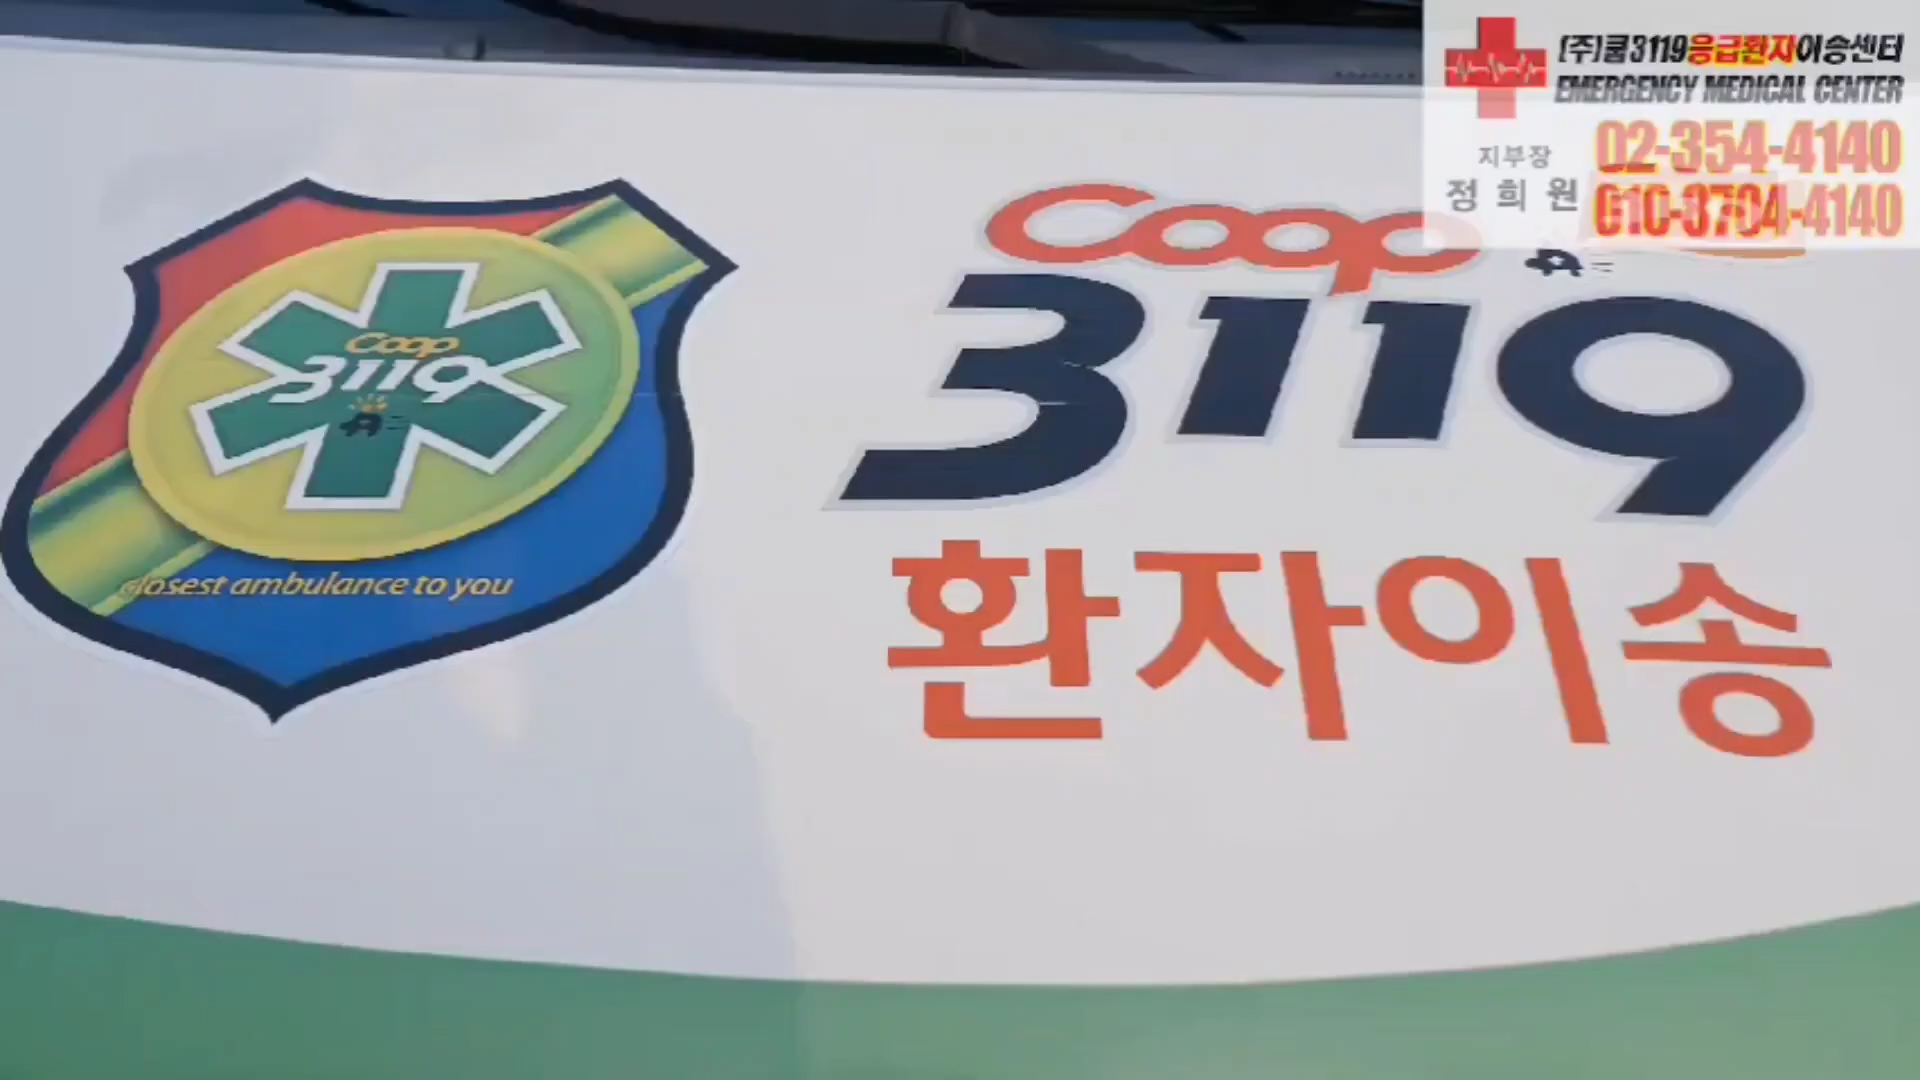 (주)쿱3119응급환자이송센터
EMERGENCY MEDICAL CENTER
지부장
정희원
02-354-4140
010-3704-4140
Coop
3119
환자이송
Coop
3119
closest ambulance to you